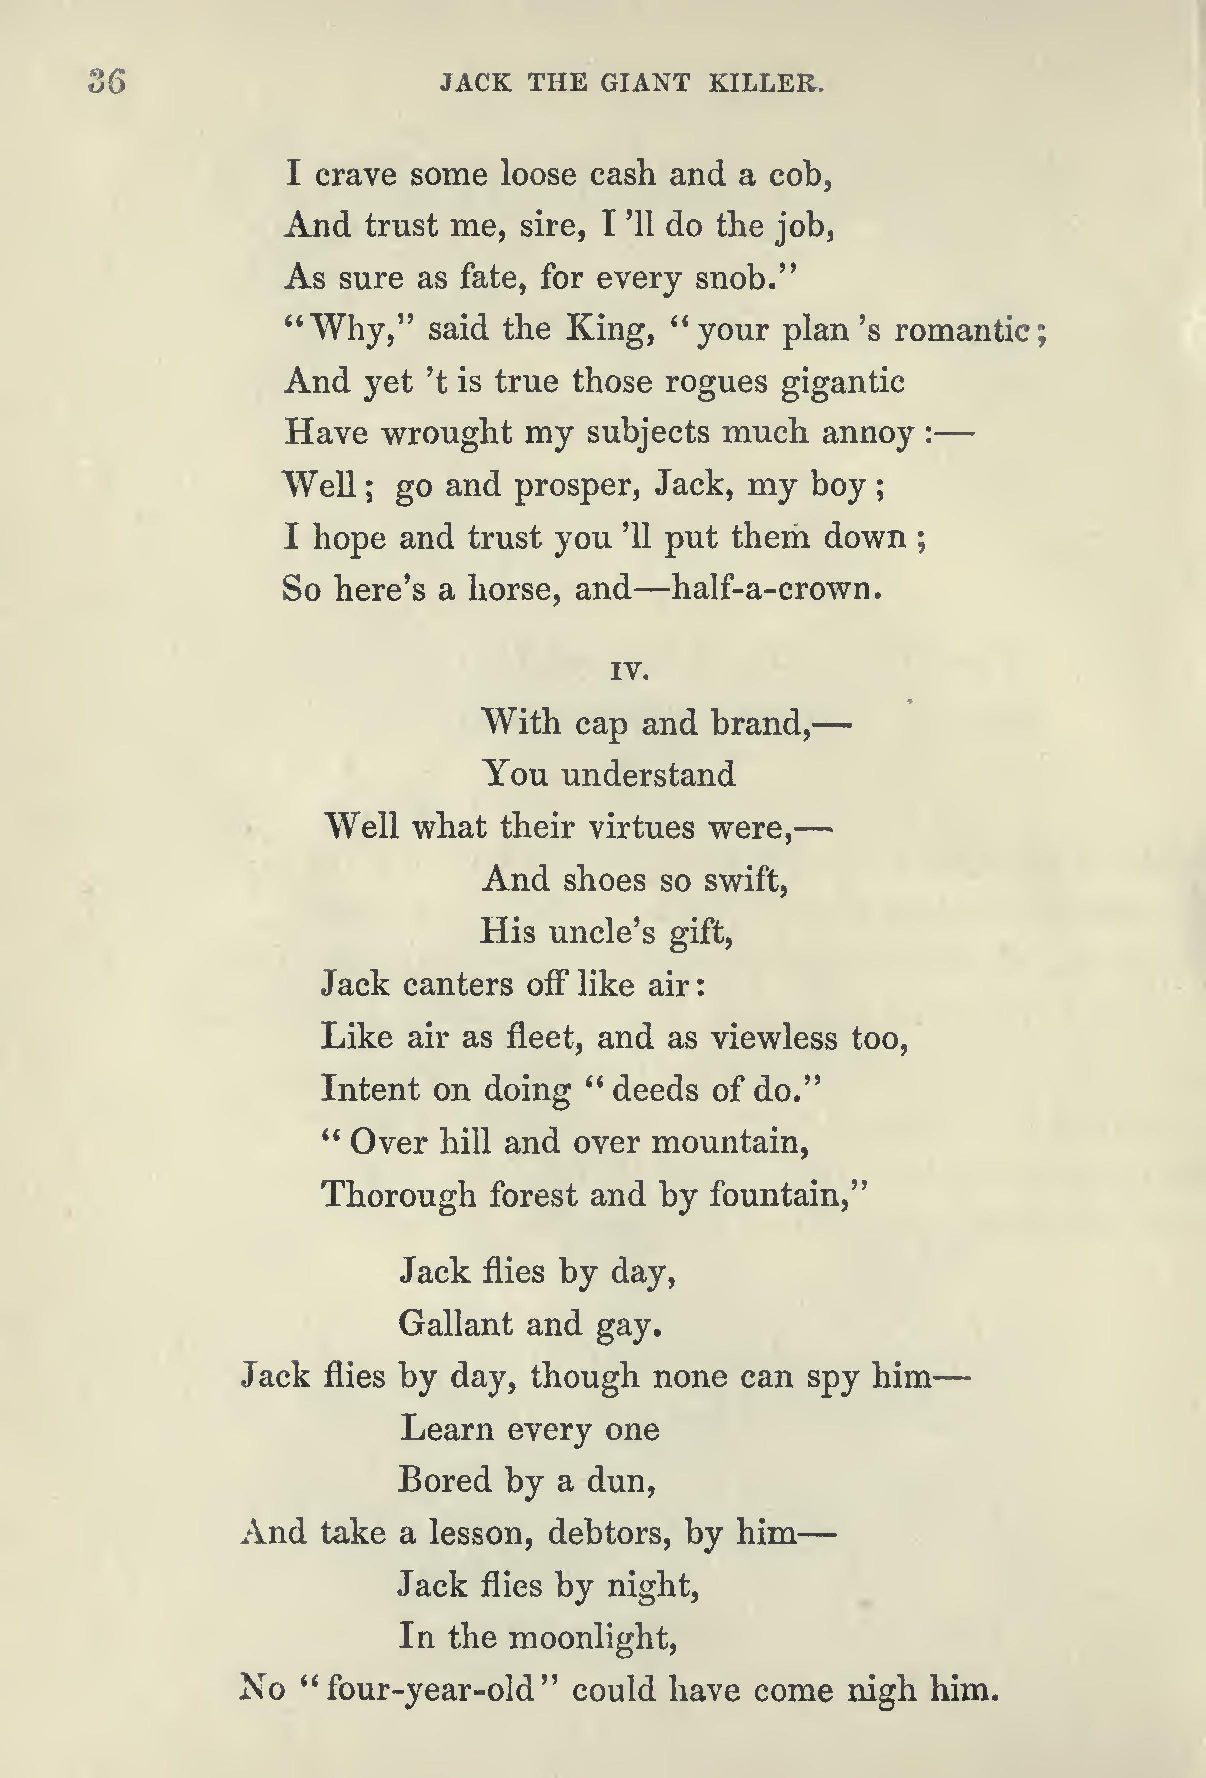 36
JACK THE GIANT KILLER.
I crave some loose cash and a cob,
And trust me, sire, I 'll do the job,
As sure as fate, for every snob."
"Why," said the King, "your plan 's romantic;
And yet 't is true those rogues gigantic
Have wrought my subjects much annoy:—
Well; go and prosper, Jack, my boy;
I hope and trust you 'll put them down;
So here's a horse, and—half-a-crown.
IV.
With cap and brand,—
You understand
Well what their virtues were,—
And shoes so swift,
His uncle's gift,
Jack canters off like air:
Like air as fleet, and as viewless too,
Intent on doing "deeds of do."
"Over hill and over mountain,
Thorough forest and by fountain,"
Jack flies by day,
Gallant and gay.
Jack flies by day, though none can spy him—
Learn every one
Bored by a dun,
And take a lesson, debtors, by him—
Jack flies by night,
In the moonlight,
No "four-year-old" could have come nigh him.